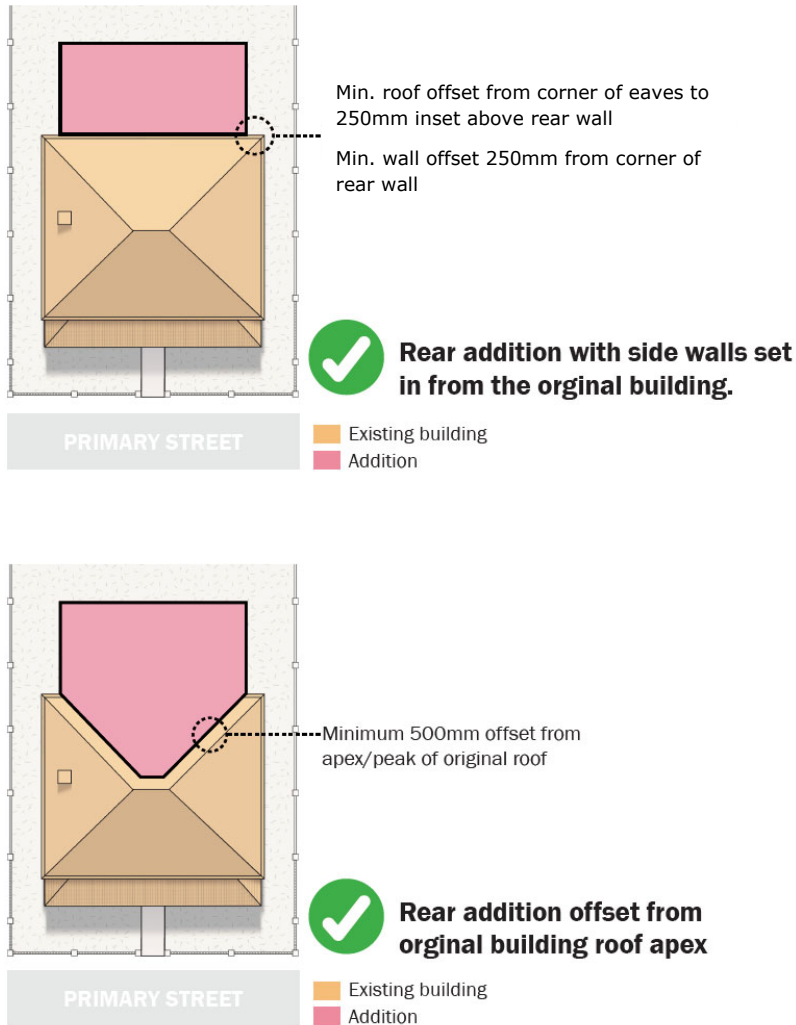 Min. roof offset from corner of eaves to
250mm inset above rear wall
Min. wall offset 250mm from corner of
rear wall
Rear addition with side walls set
in from the orginal building.
PRIMARY STREET
Existing building
Addition
Minimum 500mm offset from
apex/peak of original roof
Rear addition offset from
orginal building roof apex
PRIMARY STREET
Existing building
Addition